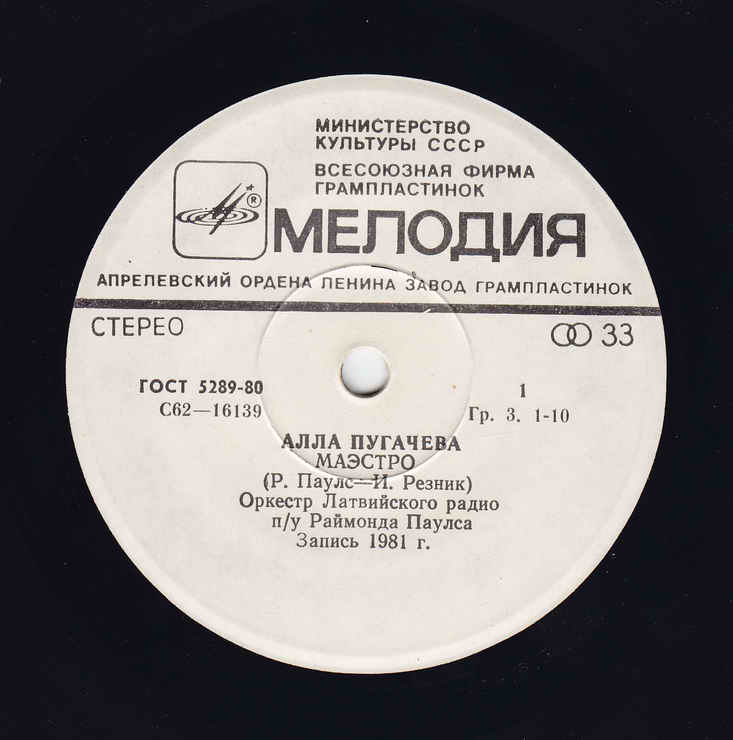 МИНИСТЕРСТВО
КУЛЬТУРЫ СССР
ВСЕСОЮЗНАЯ ФИРМА
ГРАМПЛАСТИНОК
®
МЕЛОДИЯ
АПРЕЛЕВСКИЙ ОРДЕНА ЛЕНИНА ЗАВОД ГРАМПЛАСТИНОК
СТЕРЕО 33
ГОСТ 5289-80 1
С62—16139 Гр. 3. 1-10
АЛЛА ПУГАЧЕВА
МАЭСТРО
(Р. Паулс—И. Резник)
Оркестр Латвийского радио
п/у Раймонда Паулса
Запись 1981 г.